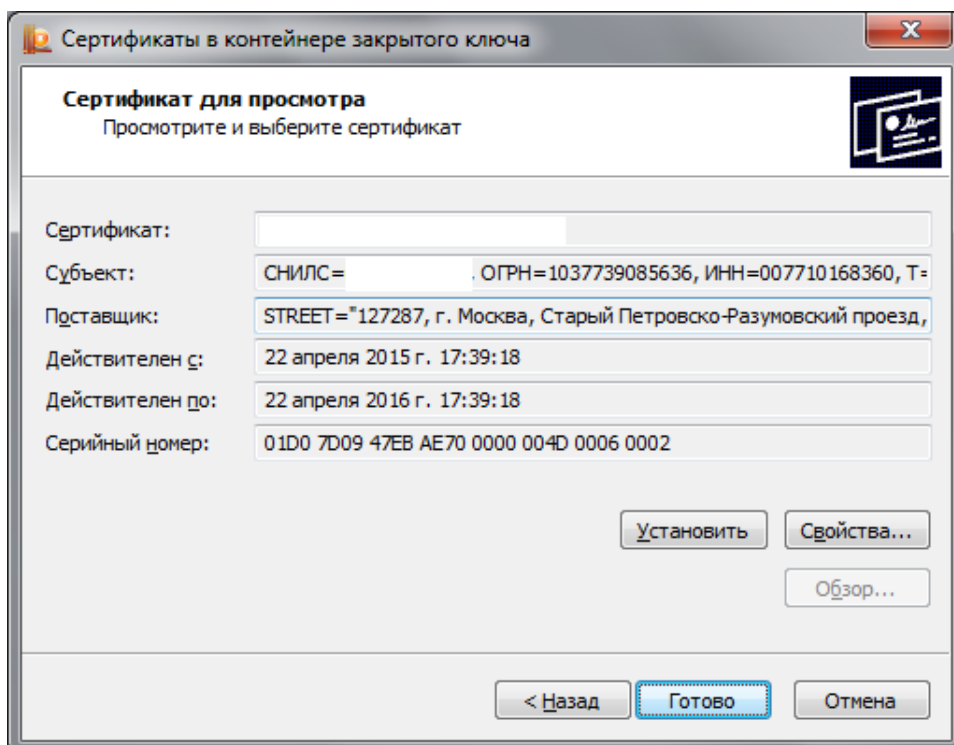 Сертификаты в контейнере закрытого ключа
Сертификат для просмотра
Просмотрите и выберите сертификат
Сертификат:
Субъект: СНИЛС= , ОГРН=1037739085636, ИНН=007710168360, T=
Поставщик: STREET="127287, г. Москва, Старый Петровско-Разумовский проезд,
Действителен с: 22 апреля 2015 г. 17:39:18
Действителен по: 22 апреля 2016 г. 17:39:18
Серийный номер: 01D0 7D09 47EB AE70 0000 004D 0006 0002
Установить Свойства...
Обзор...
< Назад Готово Отмена